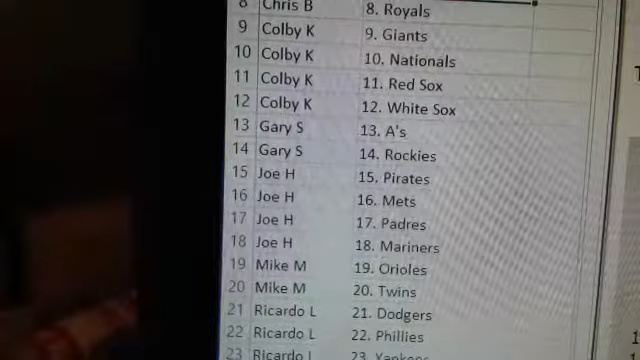 8 Chris B 8. Royals
9 Colby K 9. Giants
10 Colby K 10. Nationals
11 Colby K 11. Red Sox
12 Colby K 12. White Sox
13 Gary S 13. A's
14 Gary S 14. Rockies
15 Joe H 15. Pirates
16 Joe H 16. Mets
17 Joe H 17. Padres
18 Joe H 18. Mariners
19 Mike M 19. Orioles
20 Mike M 20. Twins
21 Ricardo L 21. Dodgers
22 Ricardo L 22. Phillies
23 Ricardo L 23. Yankees